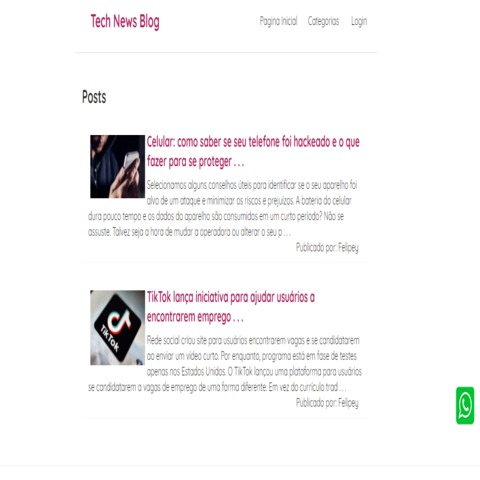 Tech News Blog
Pagina Inicial Categorias Login
Posts
Celular: como saber se seu telefone foi hackeado e o que
fazer para se proteger . . .
Selecionamos alguns conselhos úteis para identificar se o seu aparelho foi
alvo de um ataque e minimizar os riscos e prejuízos. A bateria do celular
dura pouco tempo e os dados do aparelho são consumidos em um curto período? Não se
assuste. Talvez seja a hora de mudar a operadora ou alterar o seu p . . .
Publicado por: Felipey
TikTok lança iniciativa para ajudar usuários a
encontrarem emprego . . .
TikTok
Rede social criou site para usuários encontrarem vagas e se candidatarem
ao enviar um vídeo curto. Por enquanto, programa está em fase de testes
apenas nos Estados Unidos. O TikTok lançou uma plataforma para usuários
se candidatarem a vagas de emprego de uma forma diferente. Em vez do currículo trad . . .
Publicado por: Felipey